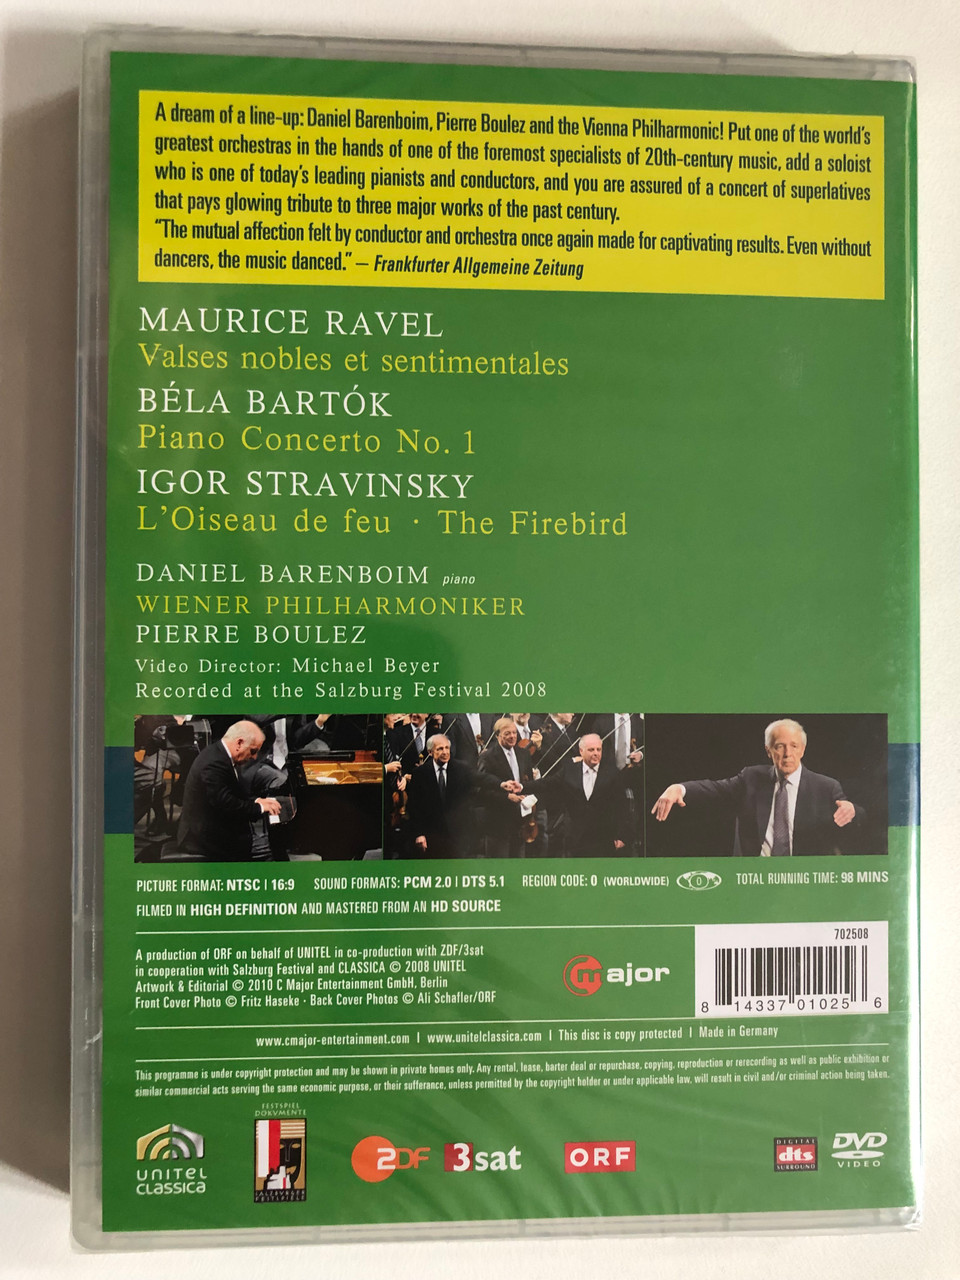 A dream of a line-up: Daniel Barenboim, Pierre Boulez and the Vienna Philharmonic! Put one of the world's
greatest orchestras in the hands of one of the foremost specialists of 20th-century music, add a soloist
who is one of today's leading pianists and conductors, and you are assured of a concert of superlatives
that pays glowing tribute to three major works of the past century.
"The mutual affection felt by conductor and orchestra once again made for captivating results. Even without
dancers, the music danced." – Frankfurter Allgemeine Zeitung
MAURICE RAVEL
Valses nobles et sentimentales
BÉLA BARTÓK
Piano Concerto No. 1
IGOR STRAVINSKY
L'Oiseau de feu · The Firebird
DANIEL BARENBOIM piano
WIENER PHILHARMONIKER
PIERRE BOULEZ
Video Director: Michael Beyer
Recorded at the Salzburg Festival 2008
PICTURE FORMAT: NTSC | 16:9 SOUND FORMATS: PCM 2.0 | DTS 5.1 REGION CODE: 0 (WORLDWIDE) 0 TOTAL RUNNING TIME: 98 MINS
FILMED IN HIGH DEFINITION AND MASTERED FROM AN HD SOURCE
A production of ORF on behalf of UNITEL in co-production with ZDF/3sat
in cooperation with Salzburg Festival and CLASSICA © 2008 UNITEL
Artwork & Editorial © 2010 C Major Entertainment GmbH, Berlin
Front Cover Photo © Fritz Haseke · Back Cover Photos © Ali Schafler/ORF
major
702508
8 14337 01025 6
www.cmajor-entertainment.com | www.unitelclassica.com | This disc is copy protected | Made in Germany
This programme is under copyright protection and may be shown in private homes only. Any rental, lease, barter deal or repurchase, copying, reproduction or rerecording as well as public exhibition or
similar commercial acts serving the same economic purpose, or their sufferance, unless permitted by the copyright holder or under applicable law, will result in civil and/or criminal action being taken.
UNITEL
CLASSICA
FESTSPIEL
DOKVMENTE
SALZBURGER
FESTSPIELE
ZDF
3sat
ORF
DIGITAL
dts
SURROUND
DVD
VIDEO